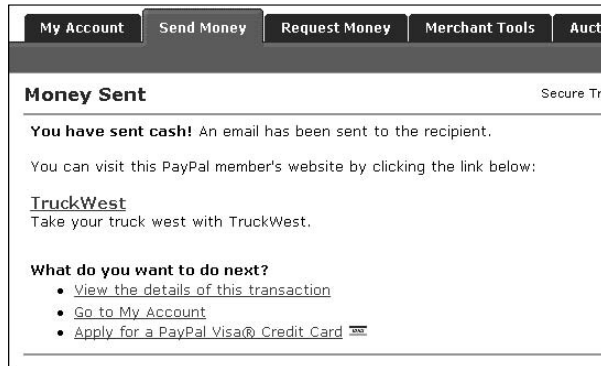 My Account Send Money Request Money Merchant Tools Auct
Money Sent Secure Tr
You have sent cash! An email has been sent to the recipient.
You can visit this PayPal member's website by clicking the link below:
TruckWest
Take your truck west with TruckWest.
What do you want to do next?
• View the details of this transaction
• Go to My Account
• Apply for a PayPal Visa® Credit Card